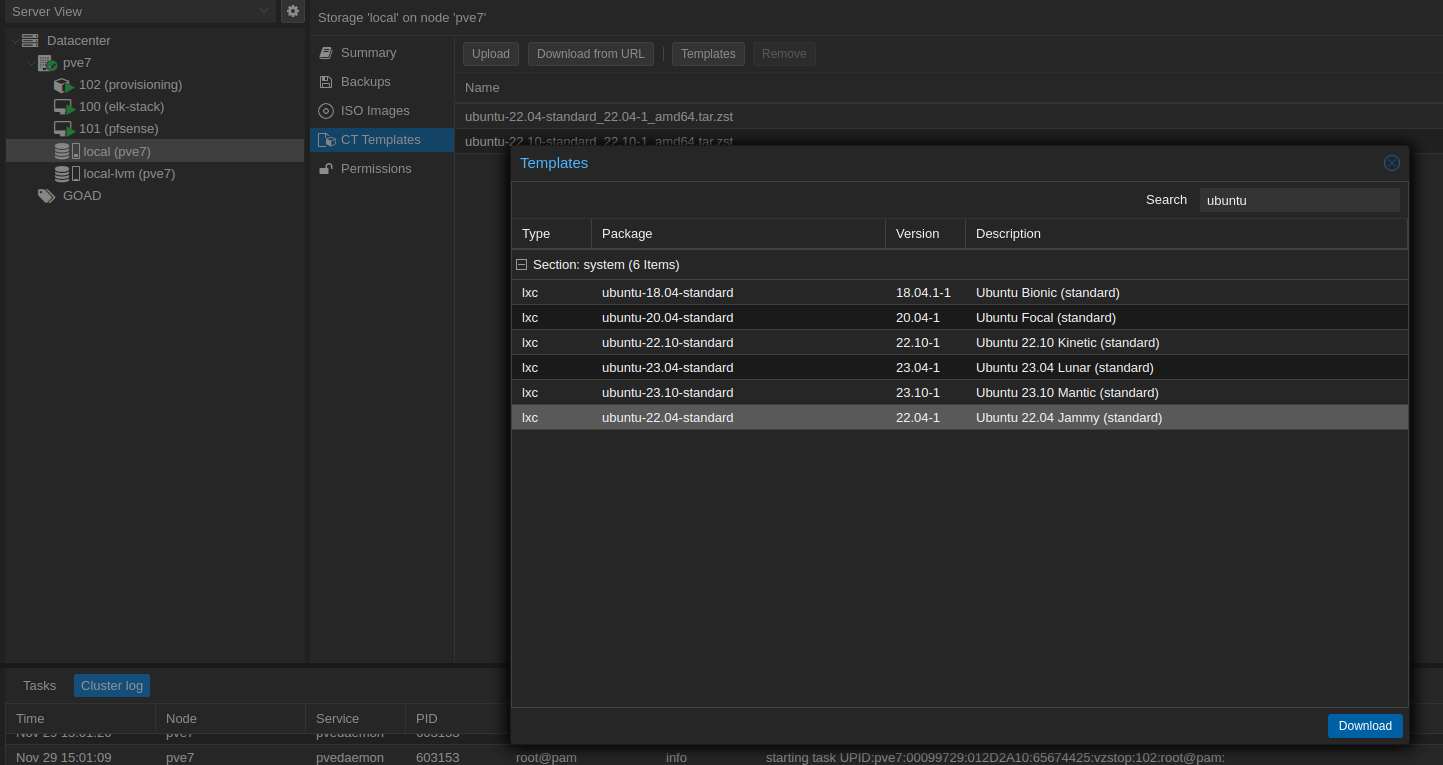 Server View
Storage 'local' on node 'pve7'
Datacenter
pve7
102 (provisioning)
100 (elk-stack)
101 (pfsense)
local (pve7)
local-lvm (pve7)
GOAD
Summary
Backups
ISO Images
CT Templates
Permissions
Upload Download from URL Templates Remove
Name
ubuntu-22.04-standard_22.04-1_amd64.tar.zst
ubuntu-22.10-standard_22.10-1_amd64.tar.zst
Templates
Search ubuntu
Type Package Version Description
Section: system (6 Items)
lxc ubuntu-18.04-standard 18.04.1-1 Ubuntu Bionic (standard)
lxc ubuntu-20.04-standard 20.04-1 Ubuntu Focal (standard)
lxc ubuntu-22.10-standard 22.10-1 Ubuntu 22.10 Kinetic (standard)
lxc ubuntu-23.04-standard 23.04-1 Ubuntu 23.04 Lunar (standard)
lxc ubuntu-23.10-standard 23.10-1 Ubuntu 23.10 Mantic (standard)
lxc ubuntu-22.04-standard 22.04-1 Ubuntu 22.04 Jammy (standard)
Download
Tasks Cluster log
Time Node Service PID
pve7 pvedaemon 603153
Nov 29 15:01:09 pve7 pvedaemon 603153 root@pam info starting task UPID:pve7:00099729:012D2A10:65674425:vzstop:102:root@pam: